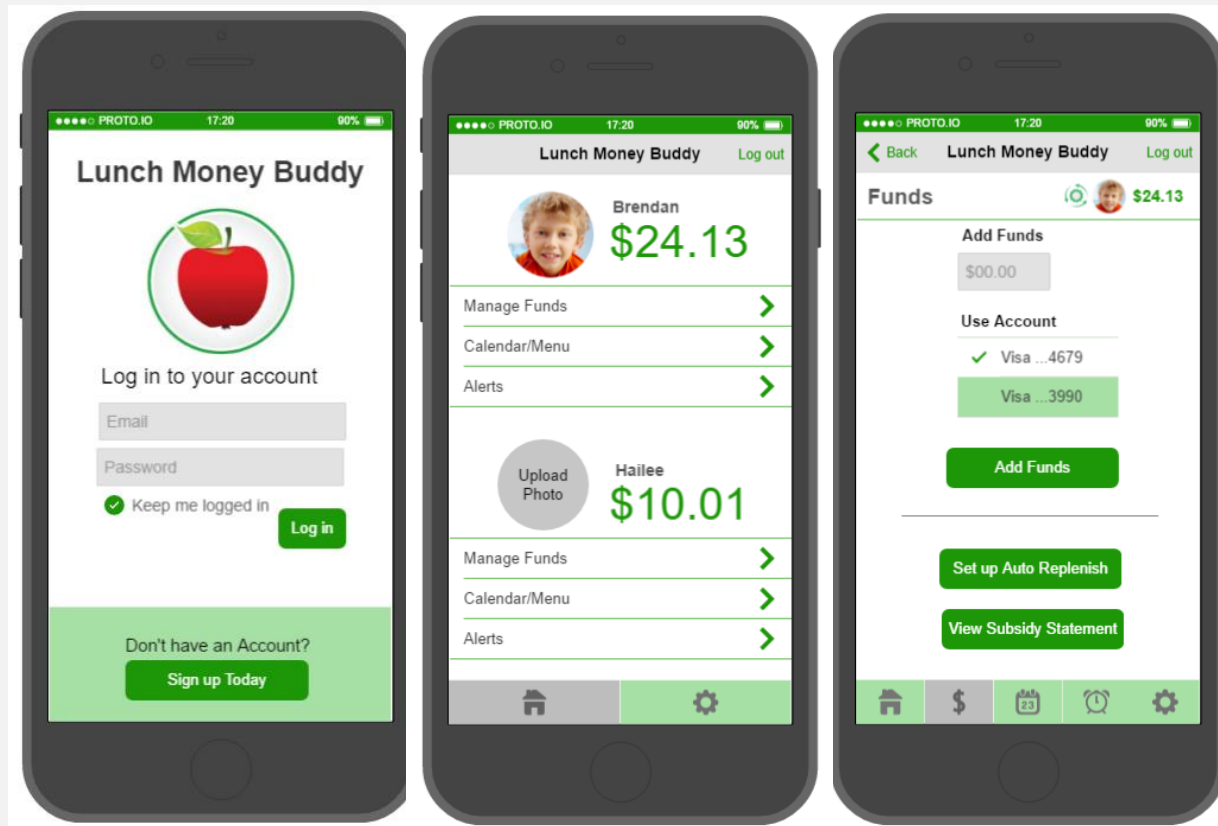 ●●●●○ PROTO.IO 17:20 90%
Lunch Money Buddy
Log in to your account
Email
Password
Keep me logged in
Log in
Don't have an Account?
Sign up Today
●●●●○ PROTO.IO 17:20 90%
Lunch Money Buddy Log out
Brendan
$24.13
Manage Funds
Calendar/Menu
Alerts
Upload
Photo
Hailee
$10.01
Manage Funds
Calendar/Menu
Alerts
●●●●○ PROTO.IO 17:20 90%
Back Lunch Money Buddy Log out
Funds $24.13
Add Funds
$00.00
Use Account
Visa ...4679
Visa ...3990
Add Funds
Set up Auto Replenish
View Subsidy Statement
$ 23